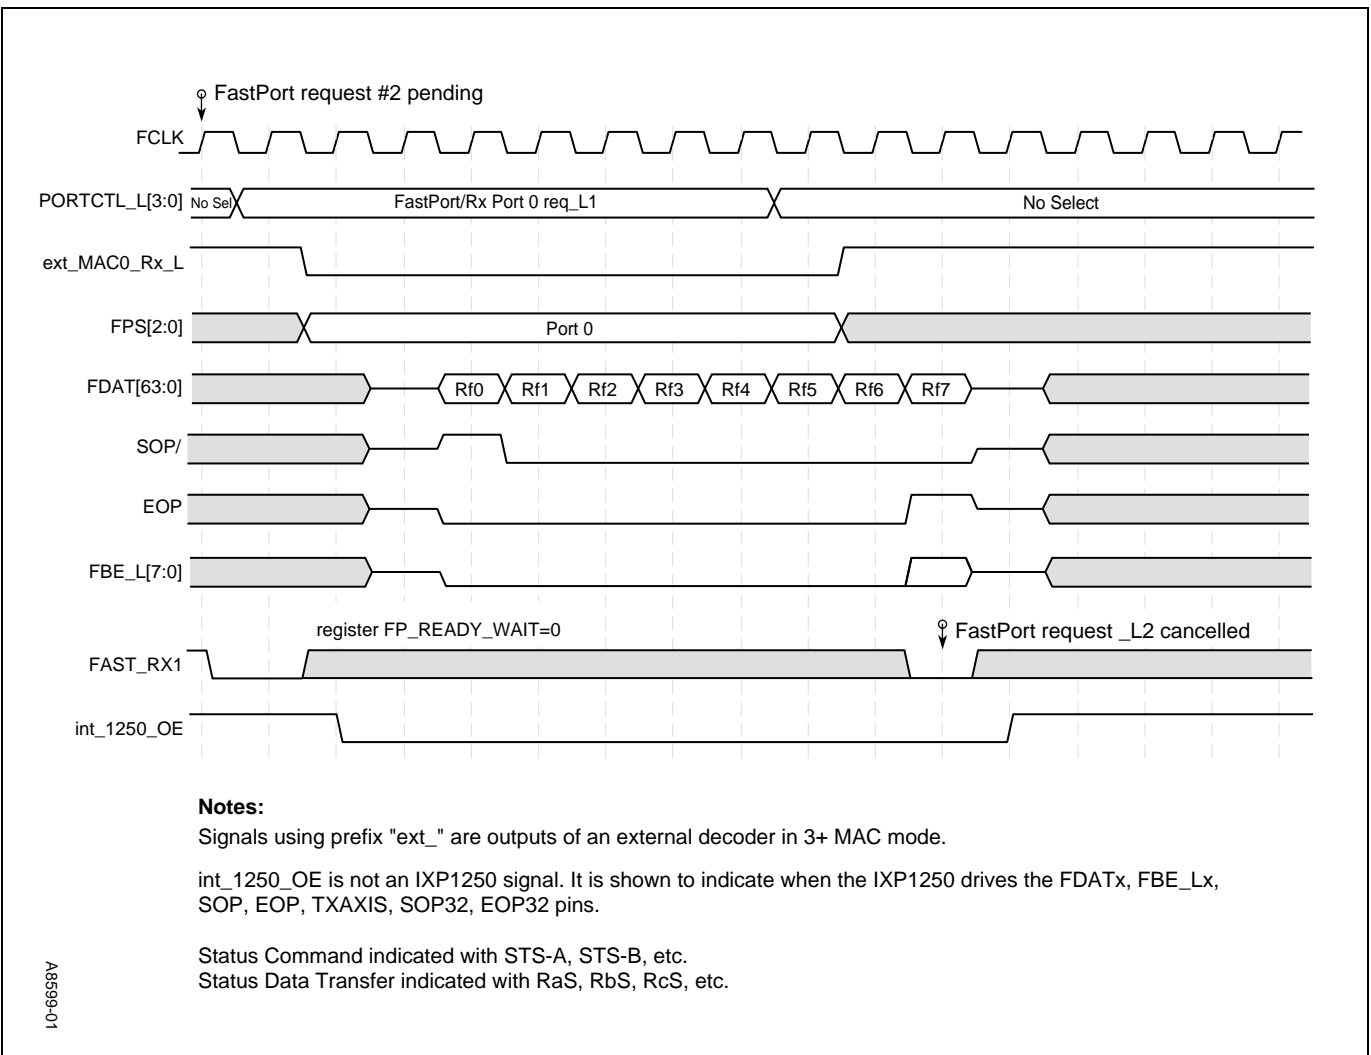 FastPort request #2 pending
FCLK
PORTCTL_L[3:0] No Sel FastPort/Rx Port 0 req_L1 No Select
ext_MAC0_Rx_L
FPS[2:0] Port 0
FDAT[63:0] Rf0 Rf1 Rf2 Rf3 Rf4 Rf5 Rf6 Rf7
SOP/
EOP
FBE_L[7:0]
register FP_READY_WAIT=0 FastPort request _L2 cancelled
FAST_RX1
int_1250_OE
Notes:
Signals using prefix "ext_" are outputs of an external decoder in 3+ MAC mode.
int_1250_OE is not an IXP1250 signal. It is shown to indicate when the IXP1250 drives the FDATx, FBE_Lx,
SOP, EOP, TXAXIS, SOP32, EOP32 pins.
Status Command indicated with STS-A, STS-B, etc.
Status Data Transfer indicated with RaS, RbS, RcS, etc.
A8599-01